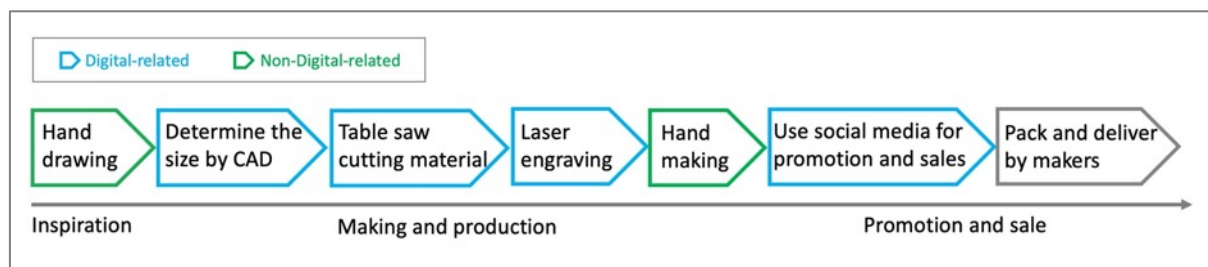 Digital-related
Non-Digital-related
Hand
drawing
Determine the
size by CAD
Table saw
cutting material
Laser
engraving
Hand
making
Use social media for
promotion and sales
Pack and deliver
by makers
Inspiration
Making and production
Promotion and sale